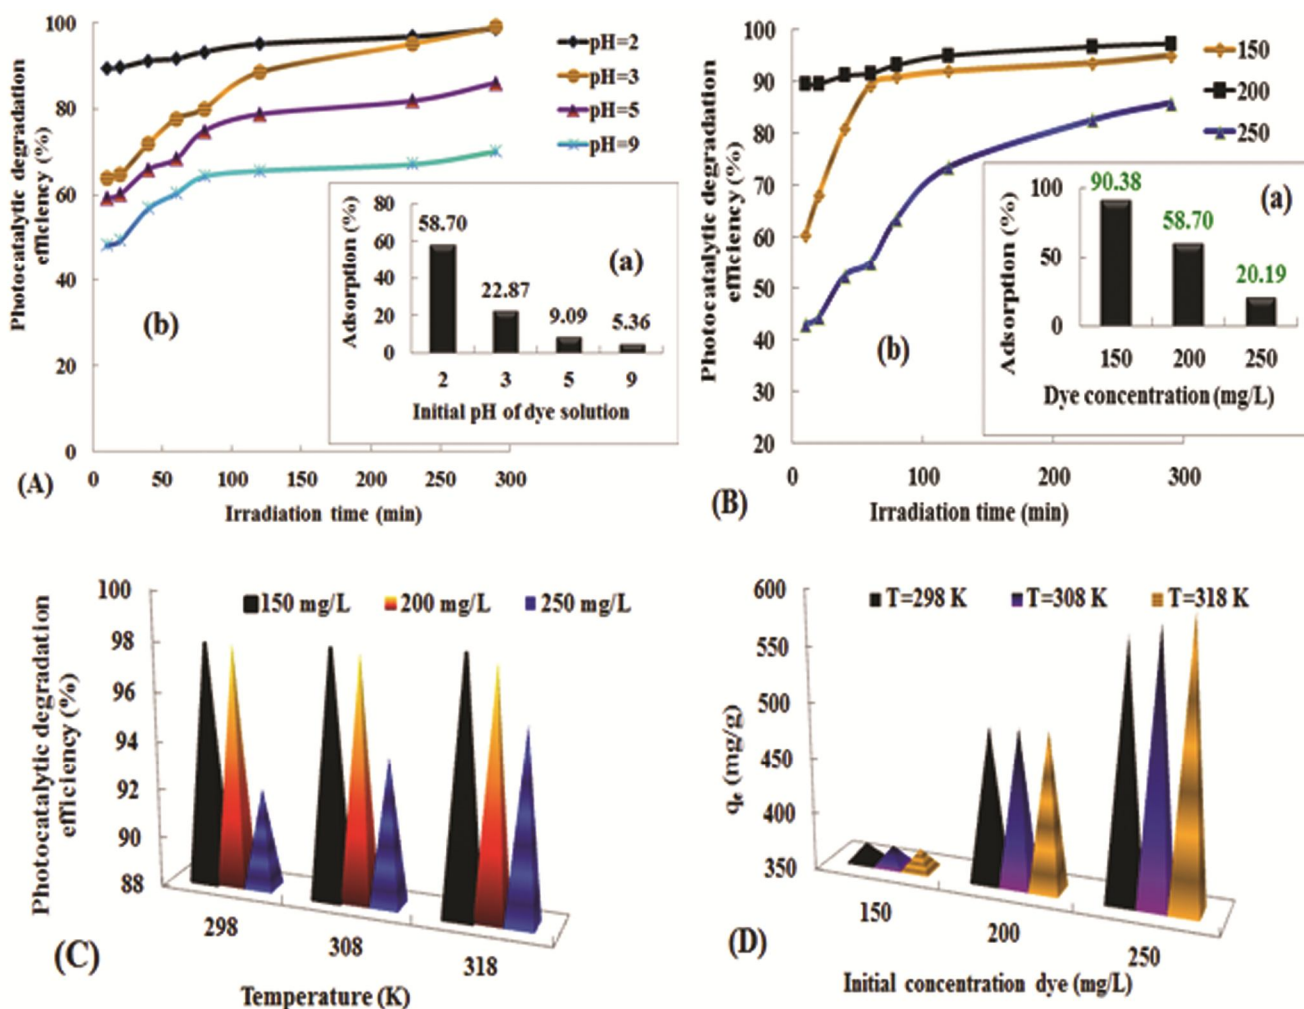 Photocatalytic degradation
efficiency (%)
100
80
60
40
20
0
0 50 100 150 200 250 300
Irradiation time (min)
(A)
(b)
pH=2
pH=3
pH=5
pH=9
Adsorption (%)
80
60
40
20
0
58.70
22.87
9.09
5.36
(a)
2 3 5 9
Initial pH of dye solution
Photocatalytic degradation
efficiency (%)
100
90
80
70
60
50
40
30
20
0 100 200 300
Irradiation time (min)
(B)
(b)
150
200
250
Adsorption (%)
100
50
0
90.38
58.70
20.19
(a)
150 200 250
Dye concentration (mg/L)
Photocatalytic degradation
efficiency (%)
100
98
96
94
92
90
88
150 mg/L 200 mg/L 250 mg/L
298 308 318
Temperature (K)
(C)
qe (mg/g)
600
550
500
450
400
350
T=298 K T=308 K T=318 K
150 200 250
Initial concentration dye (mg/L)
(D)